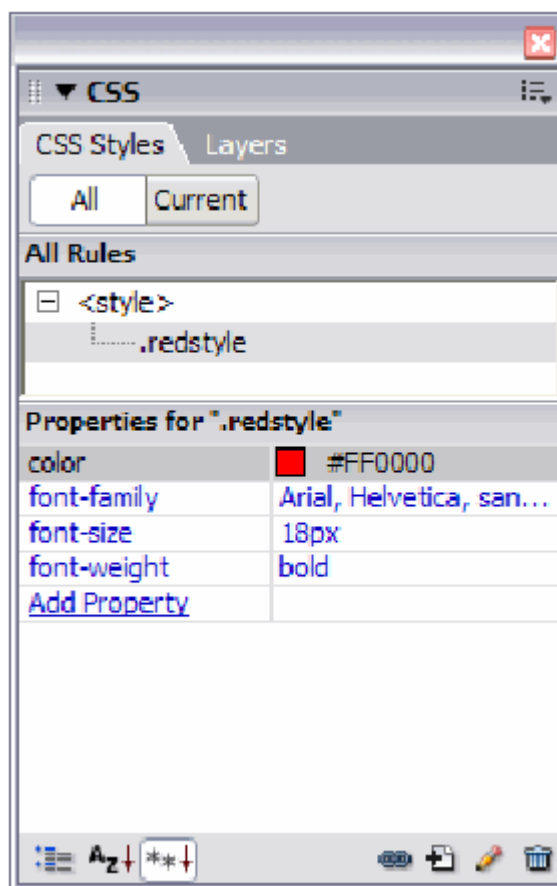 CSS
CSS Styles Layers
All Current
All Rules
<style>
.redstyle
Properties for ".redstyle"
color #FF0000
font-family Arial, Helvetica, san...
font-size 18px
font-weight bold
Add Property
AZ **